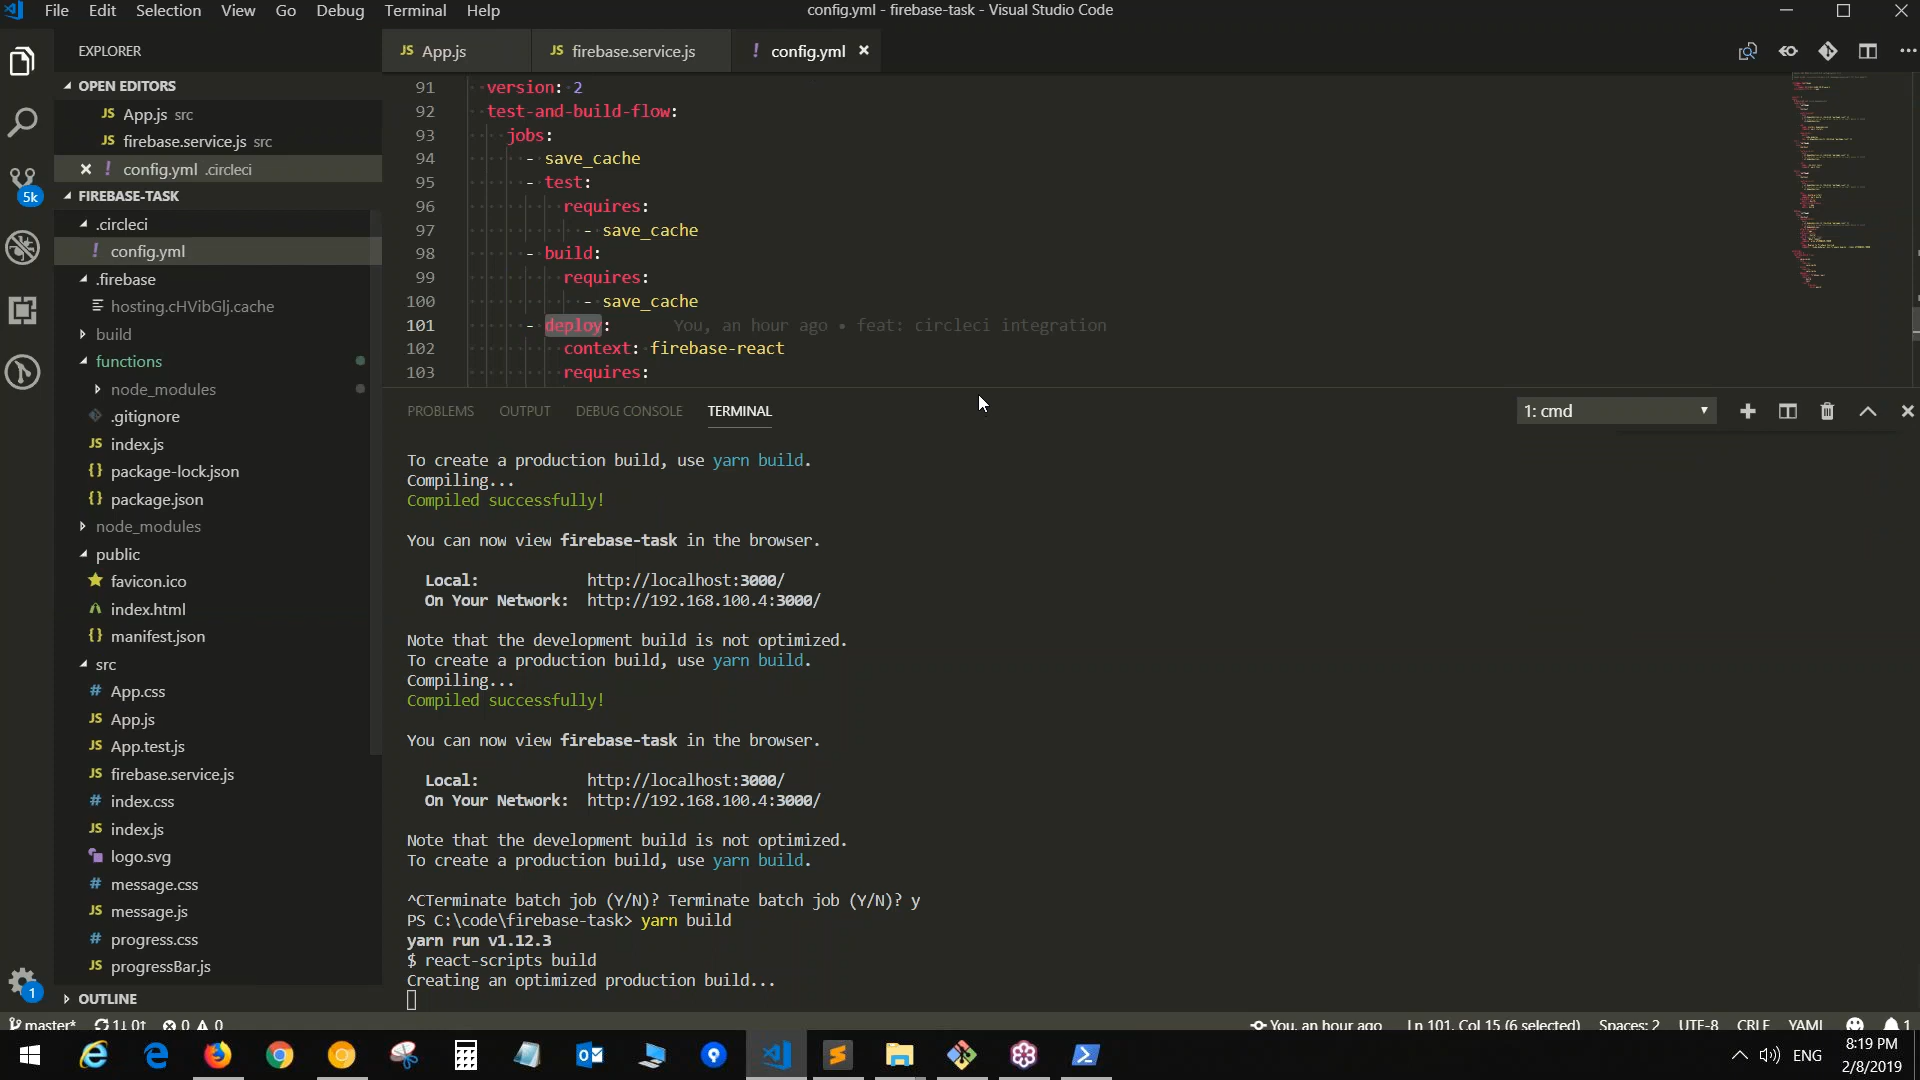 File Edit Selection View Go Debug Terminal Help
config.yml - firebase-task - Visual Studio Code
EXPLORER
JS App.js
JS firebase.service.js
! config.yml ×
OPEN EDITORS
JS App.js src
JS firebase.service.js src
× ! config.yml .circleci
FIREBASE-TASK
.circleci
! config.yml
.firebase
hosting.cHVibGlj.cache
build
functions
node_modules
.gitignore
JS index.js
{} package-lock.json
{} package.json
node_modules
public
favicon.ico
index.html
{} manifest.json
src
# App.css
JS App.js
JS App.test.js
JS firebase.service.js
# index.css
JS index.js
logo.svg
# message.css
JS message.js
# progress.css
JS progressBar.js
OUTLINE
5k
1
91 version: 2
92 test-and-build-flow:
93 jobs:
94 - save_cache
95 - test:
96 requires:
97 - save_cache
98 - build:
99 requires:
100 - save_cache
101 - deploy: You, an hour ago • feat: circleci integration
102 context: firebase-react
103 requires:
PROBLEMS OUTPUT DEBUG CONSOLE TERMINAL
1: cmd
To create a production build, use yarn build.
Compiling...
Compiled successfully!
You can now view firebase-task in the browser.
Local: http://localhost:3000/
On Your Network: http://192.168.100.4:3000/
Note that the development build is not optimized.
To create a production build, use yarn build.
Compiling...
Compiled successfully!
You can now view firebase-task in the browser.
Local: http://localhost:3000/
On Your Network: http://192.168.100.4:3000/
Note that the development build is not optimized.
To create a production build, use yarn build.
^CTerminate batch job (Y/N)? Terminate batch job (Y/N)? y
PS C:\code\firebase-task> yarn build
yarn run v1.12.3
$ react-scripts build
Creating an optimized production build...
master* 1↓ 0↑ 0 0
You, an hour ago Ln 101, Col 15 (6 selected) Spaces: 2 UTF-8 CRLF YAML 1
ENG
8:19 PM
2/8/2019